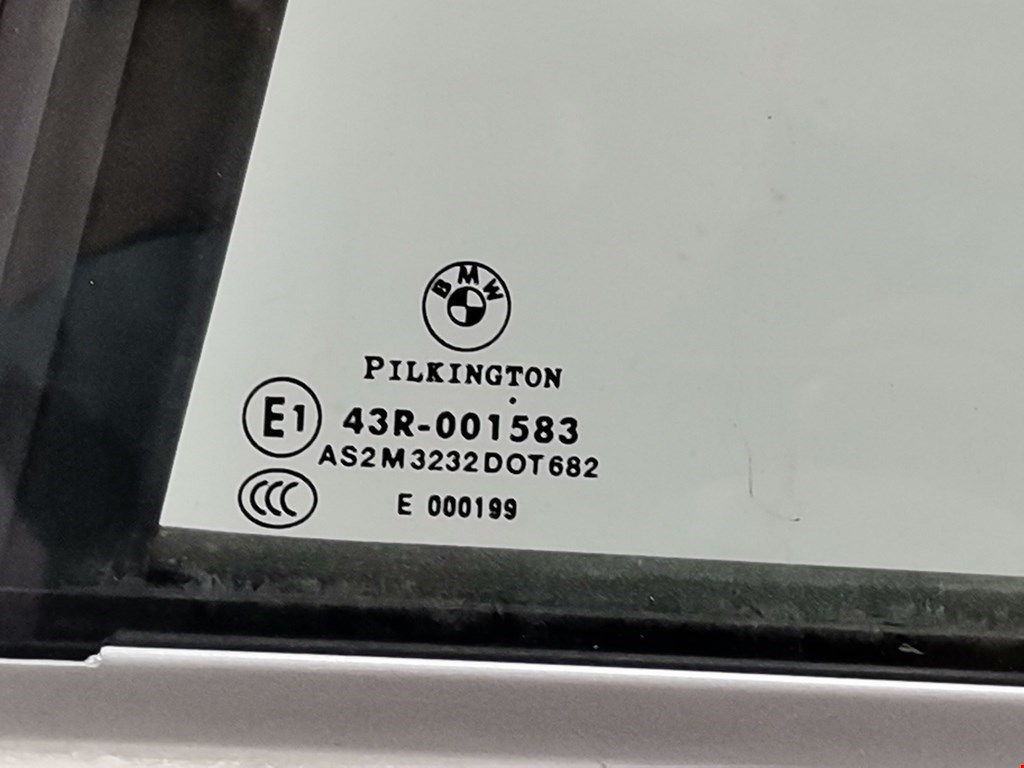 BMW
PILKINGTON
E1 43R-001583
AS2M3232DOT682
CCC E 000199